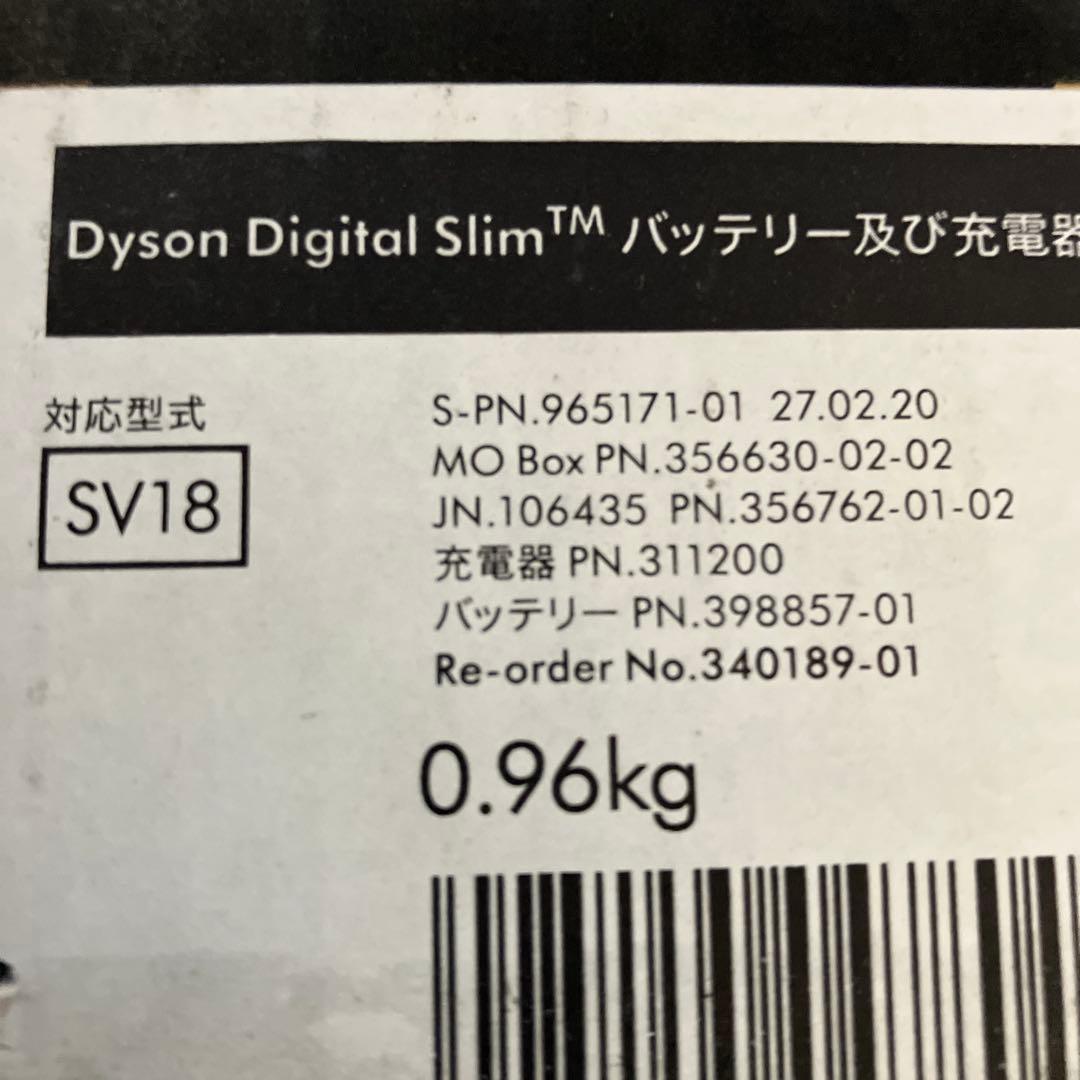 Dyson Digital Slim™ バッテリー及び充電器
対応型式
SV18
S-PN.965171-01 27.02.20
MO Box PN.356630-02-02
JN.106435 PN.356762-01-02
充電器 PN.311200
バッテリー PN.398857-01
Re-order No.340189-01
0.96kg